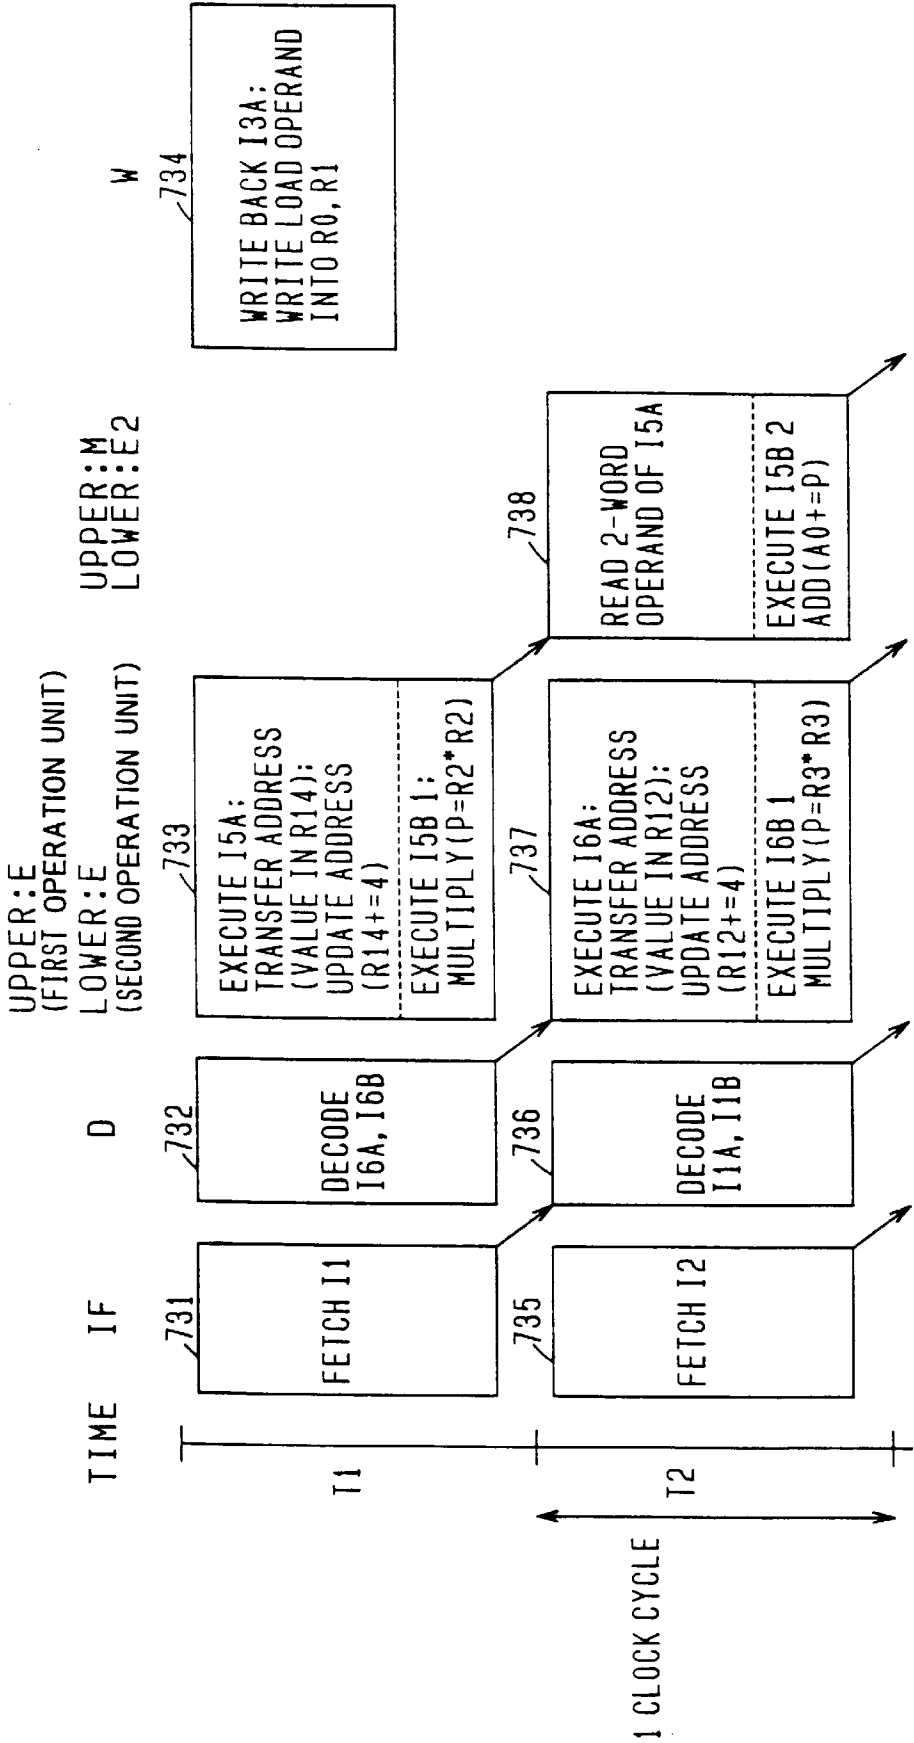 TIME
IF
D
UPPER:E
(FIRST OPERATION UNIT)
LOWER:E
(SECOND OPERATION UNIT)
UPPER:M
LOWER:E2
W
T1
731
FETCH I1
732
DECODE
I6A, I6B
733
EXECUTE I5A:
TRANSFER ADDRESS
(VALUE IN R14):
UPDATE ADDRESS
(R14+=4)
EXECUTE I5B 1:
MULTIPLY(P=R2*R2)
734
WRITE BACK I3A:
WRITE LOAD OPERAND
INTO R0, R1
1 CLOCK CYCLE
T2
735
FETCH I2
736
DECODE
I1A, I1B
737
EXECUTE I6A:
TRANSFER ADDRESS
(VALUE IN R12):
UPDATE ADDRESS
(R12+=4)
EXECUTE I6B 1
MULTIPLY(P=R3*R3)
738
READ 2-WORD
OPERAND OF I5A
EXECUTE I5B 2
ADD(A0+=P)